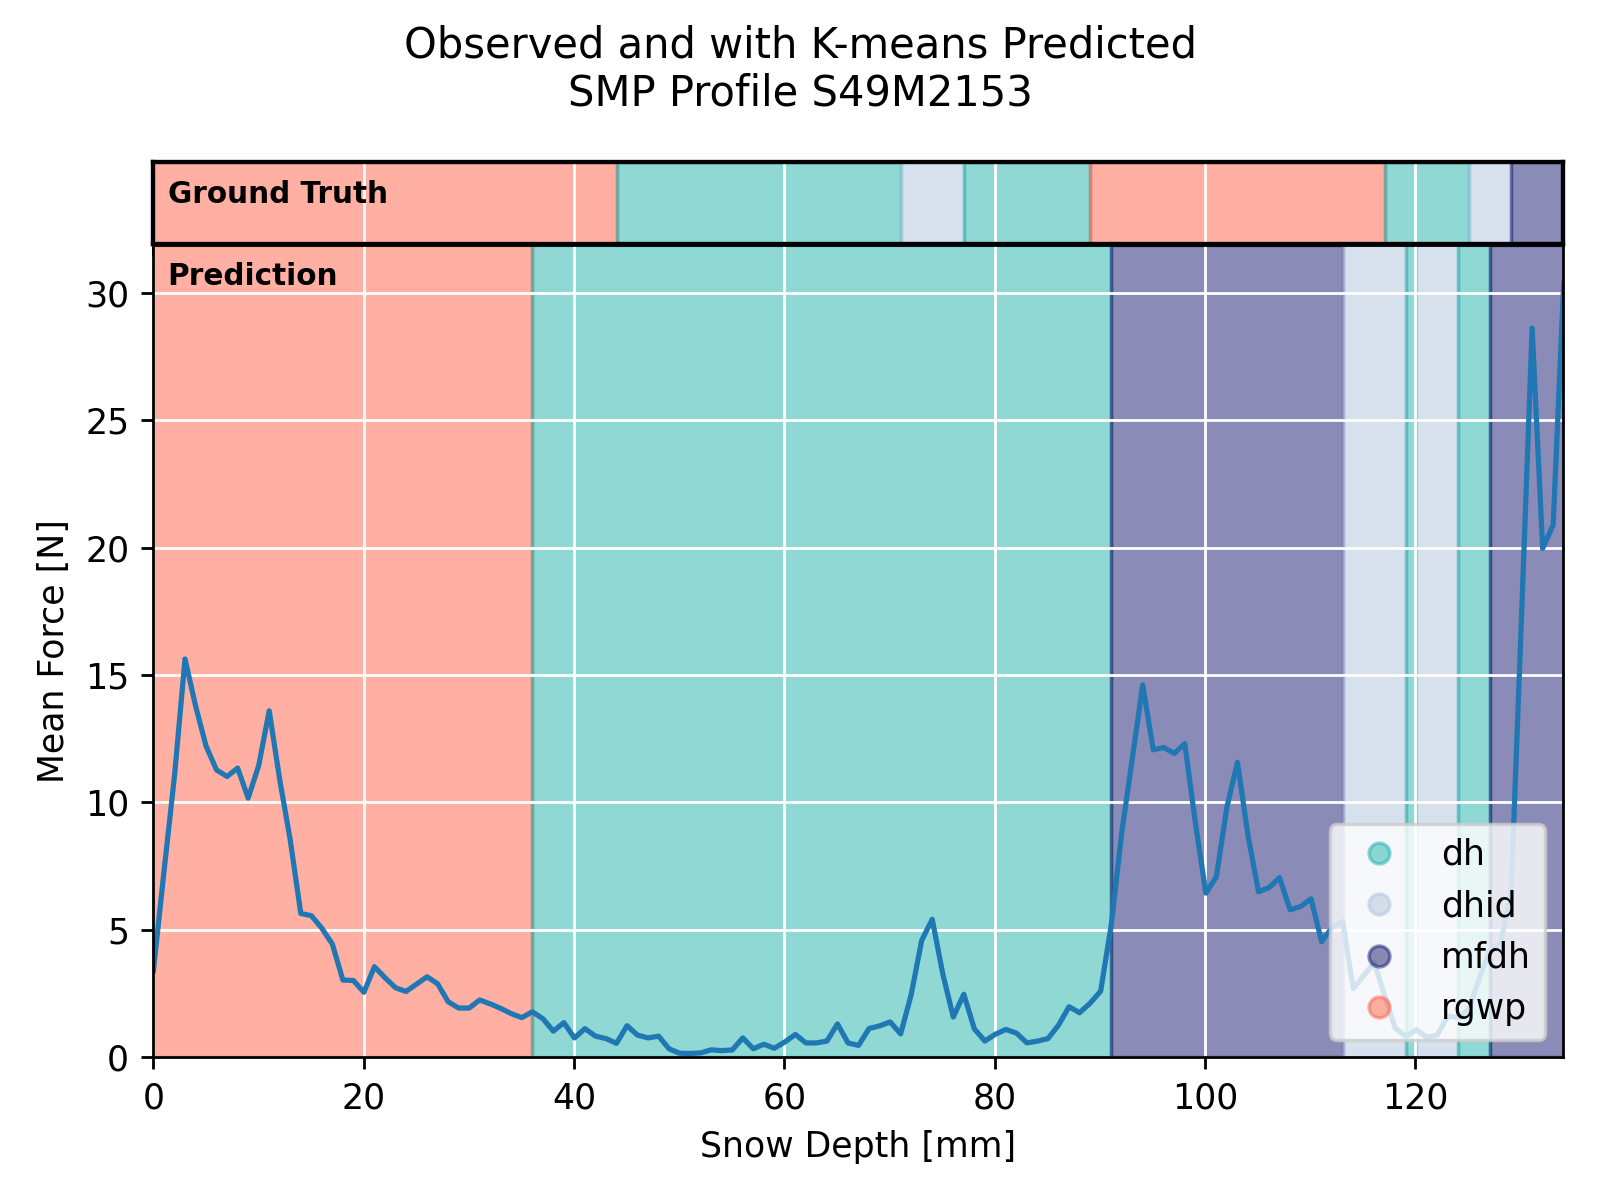 Observed and with K-means Predicted
SMP Profile S49M2153
Ground Truth
Prediction
30
25
20
15
10
5
0
Mean Force [N]
dh
dhid
mfdh
rgwp
0 20 40 60 80 100 120
Snow Depth [mm]